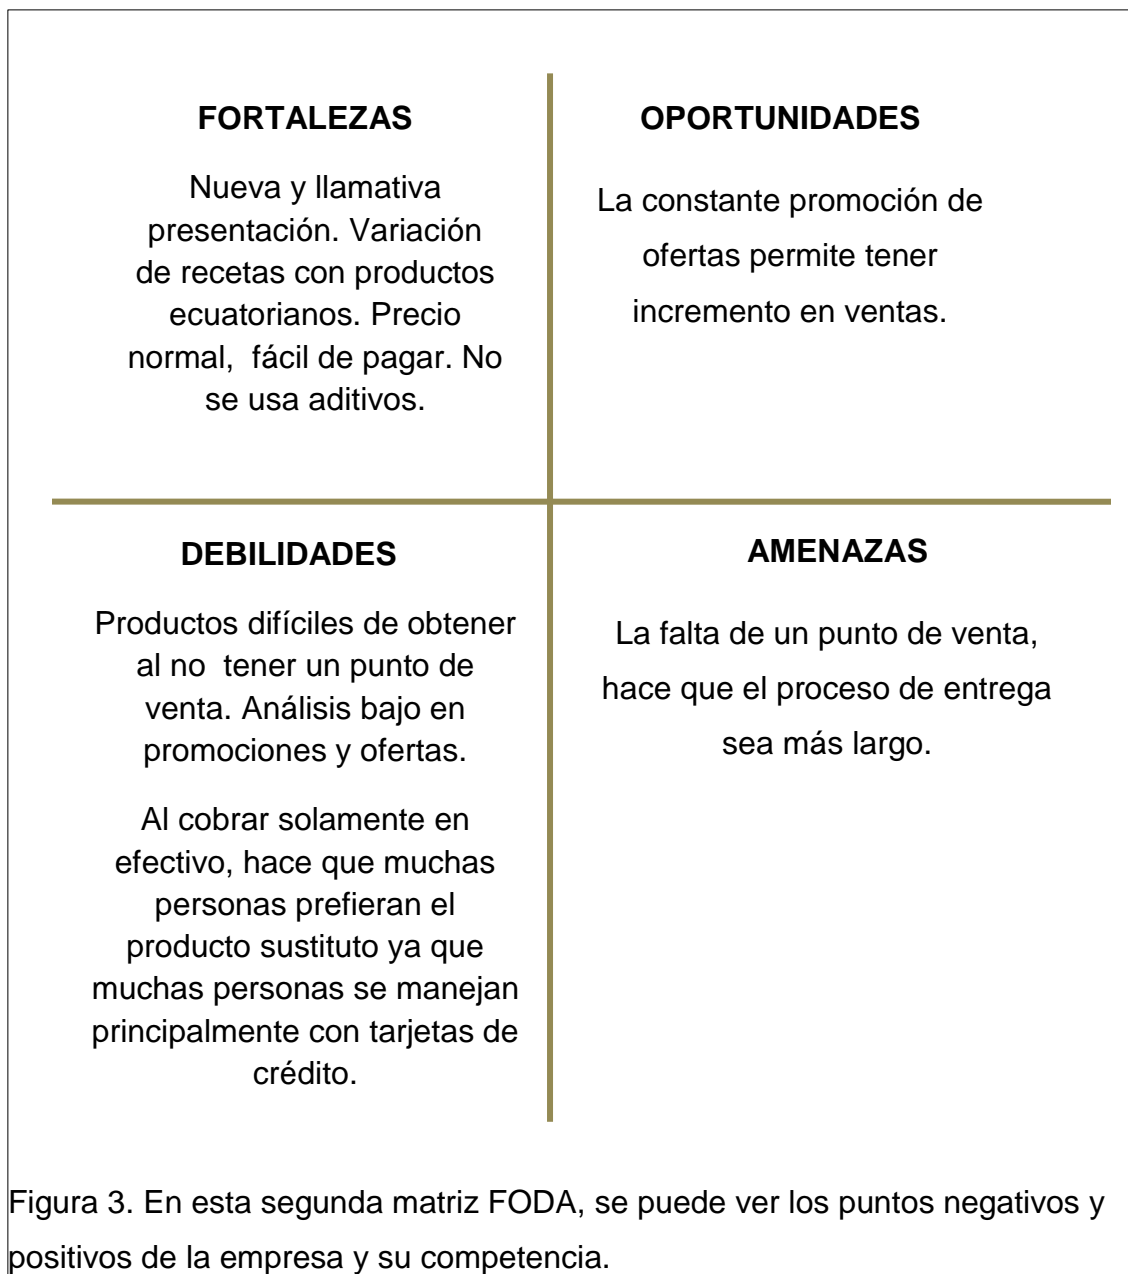 FORTALEZAS
Nueva y llamativa
presentación. Variación
de recetas con productos
ecuatorianos. Precio
normal,  fácil de pagar. No
se usa aditivos.
OPORTUNIDADES
La constante promoción de
ofertas permite tener
incremento en ventas.
DEBILIDADES
Productos difíciles de obtener
al no  tener un punto de
venta. Análisis bajo en
promociones y ofertas.
Al cobrar solamente en
efectivo, hace que muchas
personas prefieran el
producto sustituto ya que
muchas personas se manejan
principalmente con tarjetas de
crédito.
AMENAZAS
La falta de un punto de venta,
hace que el proceso de entrega
sea más largo.
Figura 3. En esta segunda matriz FODA, se puede ver los puntos negativos y
positivos de la empresa y su competencia.